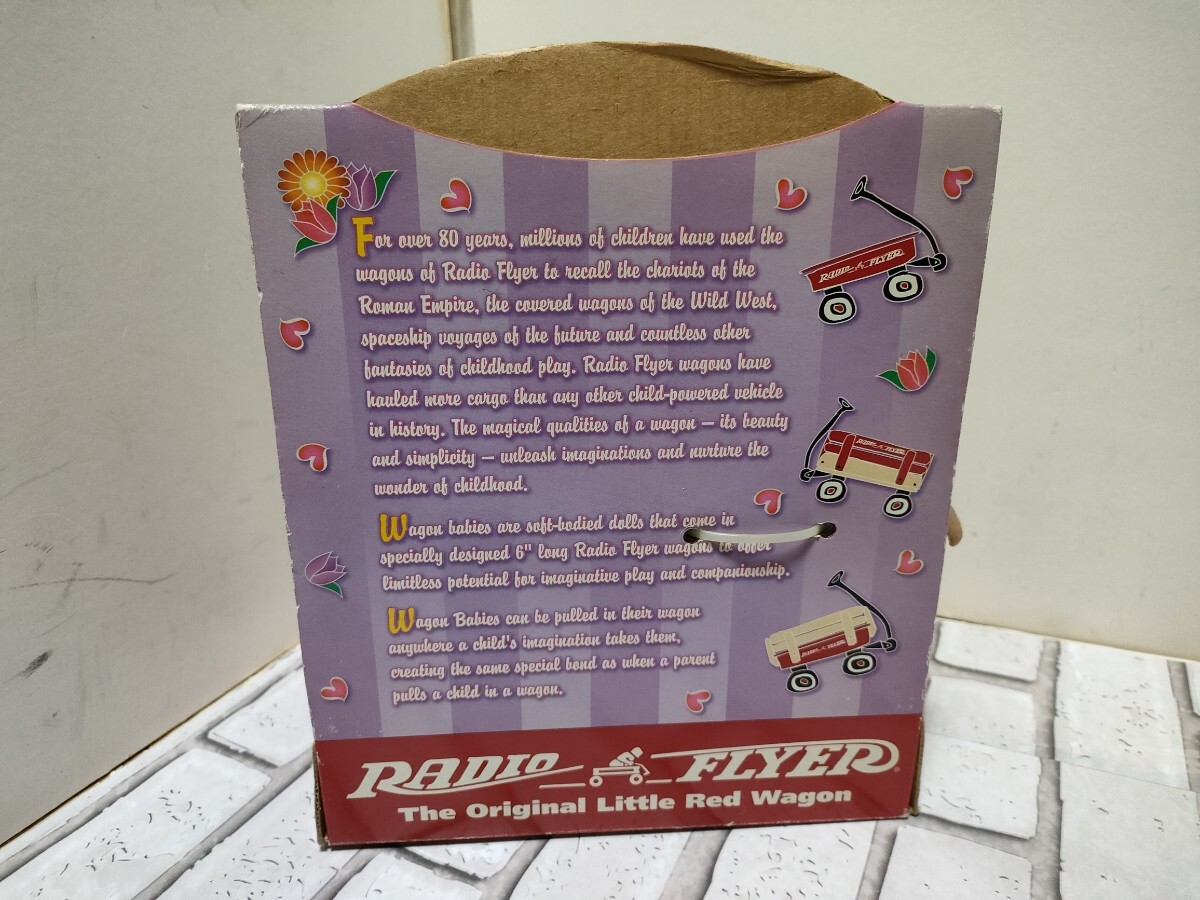 For over 80 years, millions of children have used the
wagons of Radio Flyer to recall the chariots of the
Roman Empire, the covered wagons of the Wild West,
spaceship voyages of the future and countless other
fantasies of childhood play. Radio Flyer wagons have
hauled more cargo than any other child-powered vehicle
in history. The magical qualities of a wagon — its beauty
and simplicity — unleash imaginations and nurture the
wonder of childhood.
Wagon babies are soft-bodied dolls that come in
specially designed 6" long Radio Flyer wagons to offer
limitless potential for imaginative play and companionship.
Wagon Babies can be pulled in their wagon
anywhere a child's imagination takes them,
creating the same special bond as when a parent
pulls a child in a wagon.
RADIO FLYER
RADIO FLYER
RADIO FLYER
RADIO FLYER®
The Original Little Red Wagon